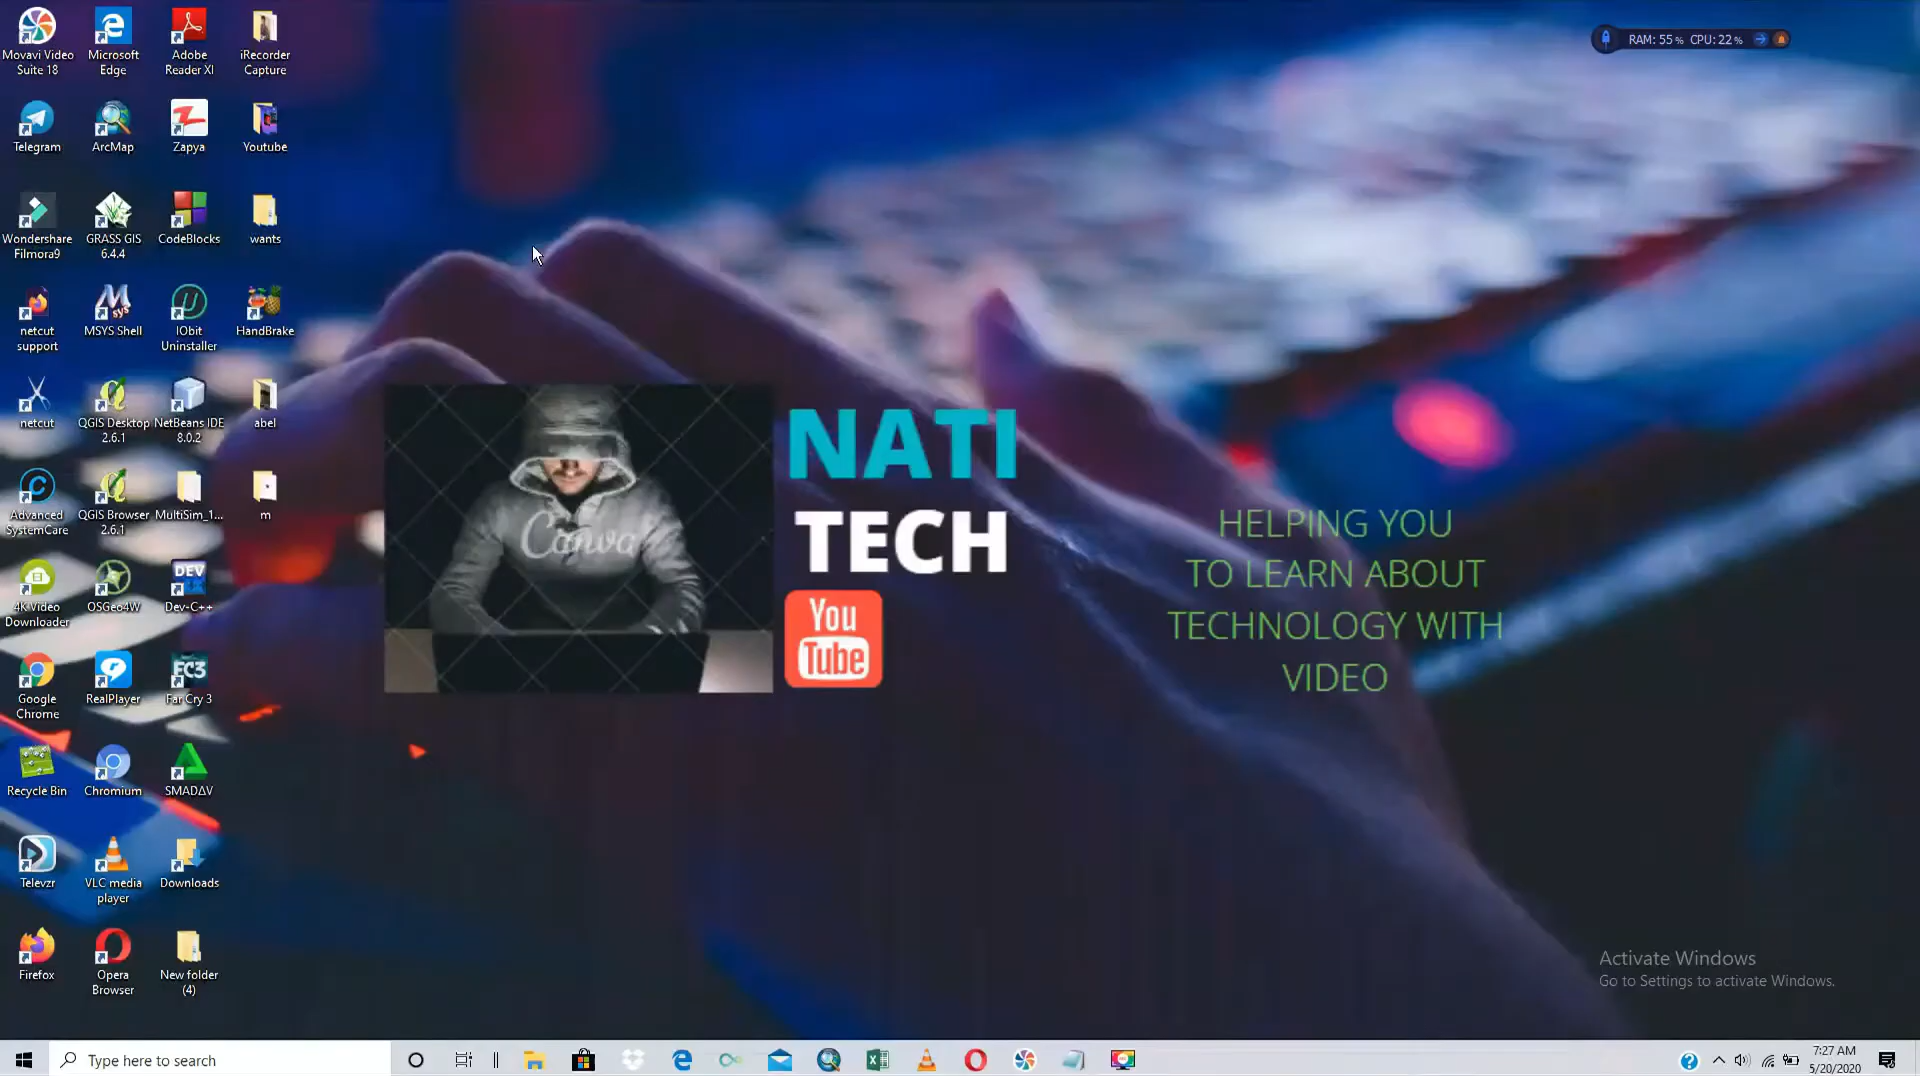 Movavi Video
Suite 18
Microsoft
Edge
Adobe
Reader XI
iRecorder
Capture
RAM: 55 % CPU: 22 %
Telegram
ArcMap
Zapya
Youtube
Wondershare
Filmora9
GRASS GIS
6.4.4
CodeBlocks
wants
netcut
support
MSYS Shell
IObit
Uninstaller
HandBrake
netcut
QGIS Desktop
2.6.1
NetBeans IDE
8.0.2
abel
Advanced
SystemCare
QGIS Browser
2.6.1
MultiSim_1...
m
4K Video
Downloader
OSGeo4W
DEV
Dev-C++
Google
Chrome
RealPlayer
FC3
Far Cry 3
Recycle Bin
Chromium
SMADΔV
Televzr
VLC media
player
Downloads
Firefox
Opera
Browser
New folder
(4)
Canva
NATI
TECH
You
Tube
HELPING YOU
TO LEARN ABOUT
TECHNOLOGY WITH
VIDEO
Activate Windows
Go to Settings to activate Windows.
Type here to search
7:27 AM
5/20/2020